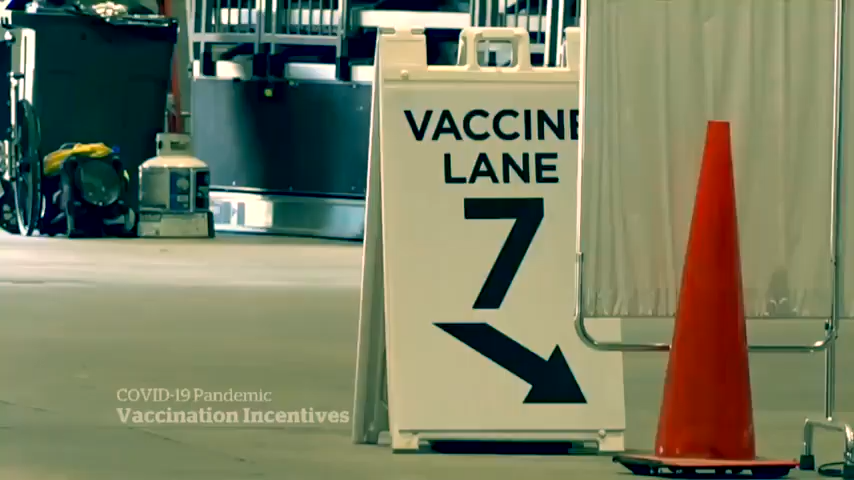 VACCINE
LANE
7
COVID-19 Pandemic
Vaccination Incentives